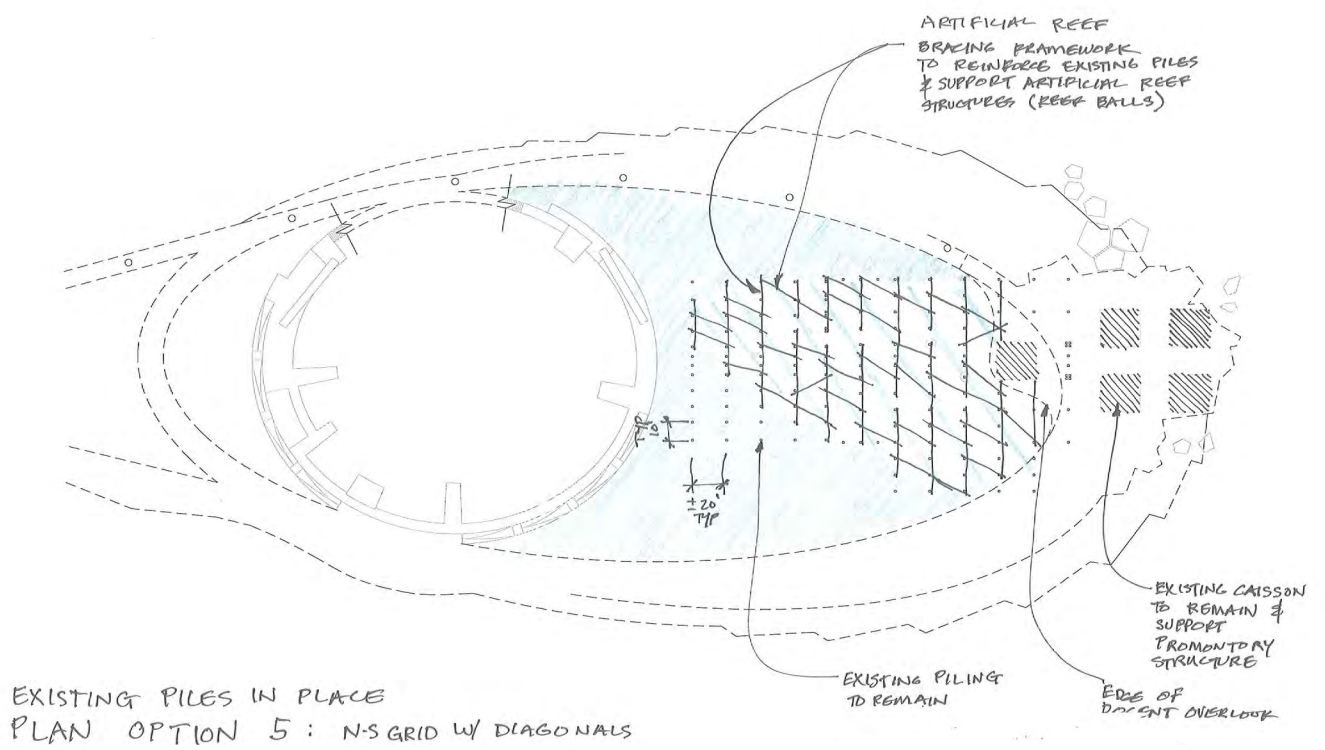 ARTIFICIAL REEF
BRACING FRAMEWORK
TO REINFORCE EXISTING PILES
& SUPPORT ARTIFICIAL REEF
STRUCTURES (REEF BALLS)
TYP
10'
± 20'
TYP
EXISTING CAISSON
TO REMAIN &
SUPPORT
PROMONTORY
STRUCTURE
EXISTING PILING
TO REMAIN
EDGE OF
OVERLOOK
EXISTING PILES IN PLACE
PLAN OPTION 5 : N-S GRID W/ DIAGONALS